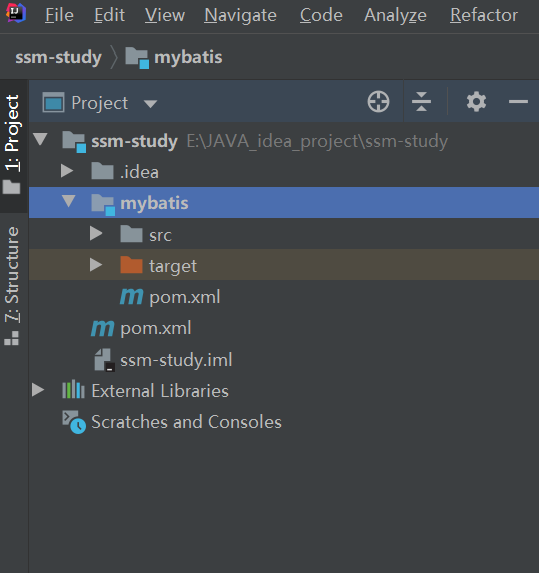 File Edit View Navigate Code Analyze Refactor
ssm-study mybatis
1: Project
Project
ssm-study E:\JAVA_idea_project\ssm-study
.idea
mybatis
src
target
pom.xml
pom.xml
ssm-study.iml
External Libraries
Scratches and Consoles
7: Structure